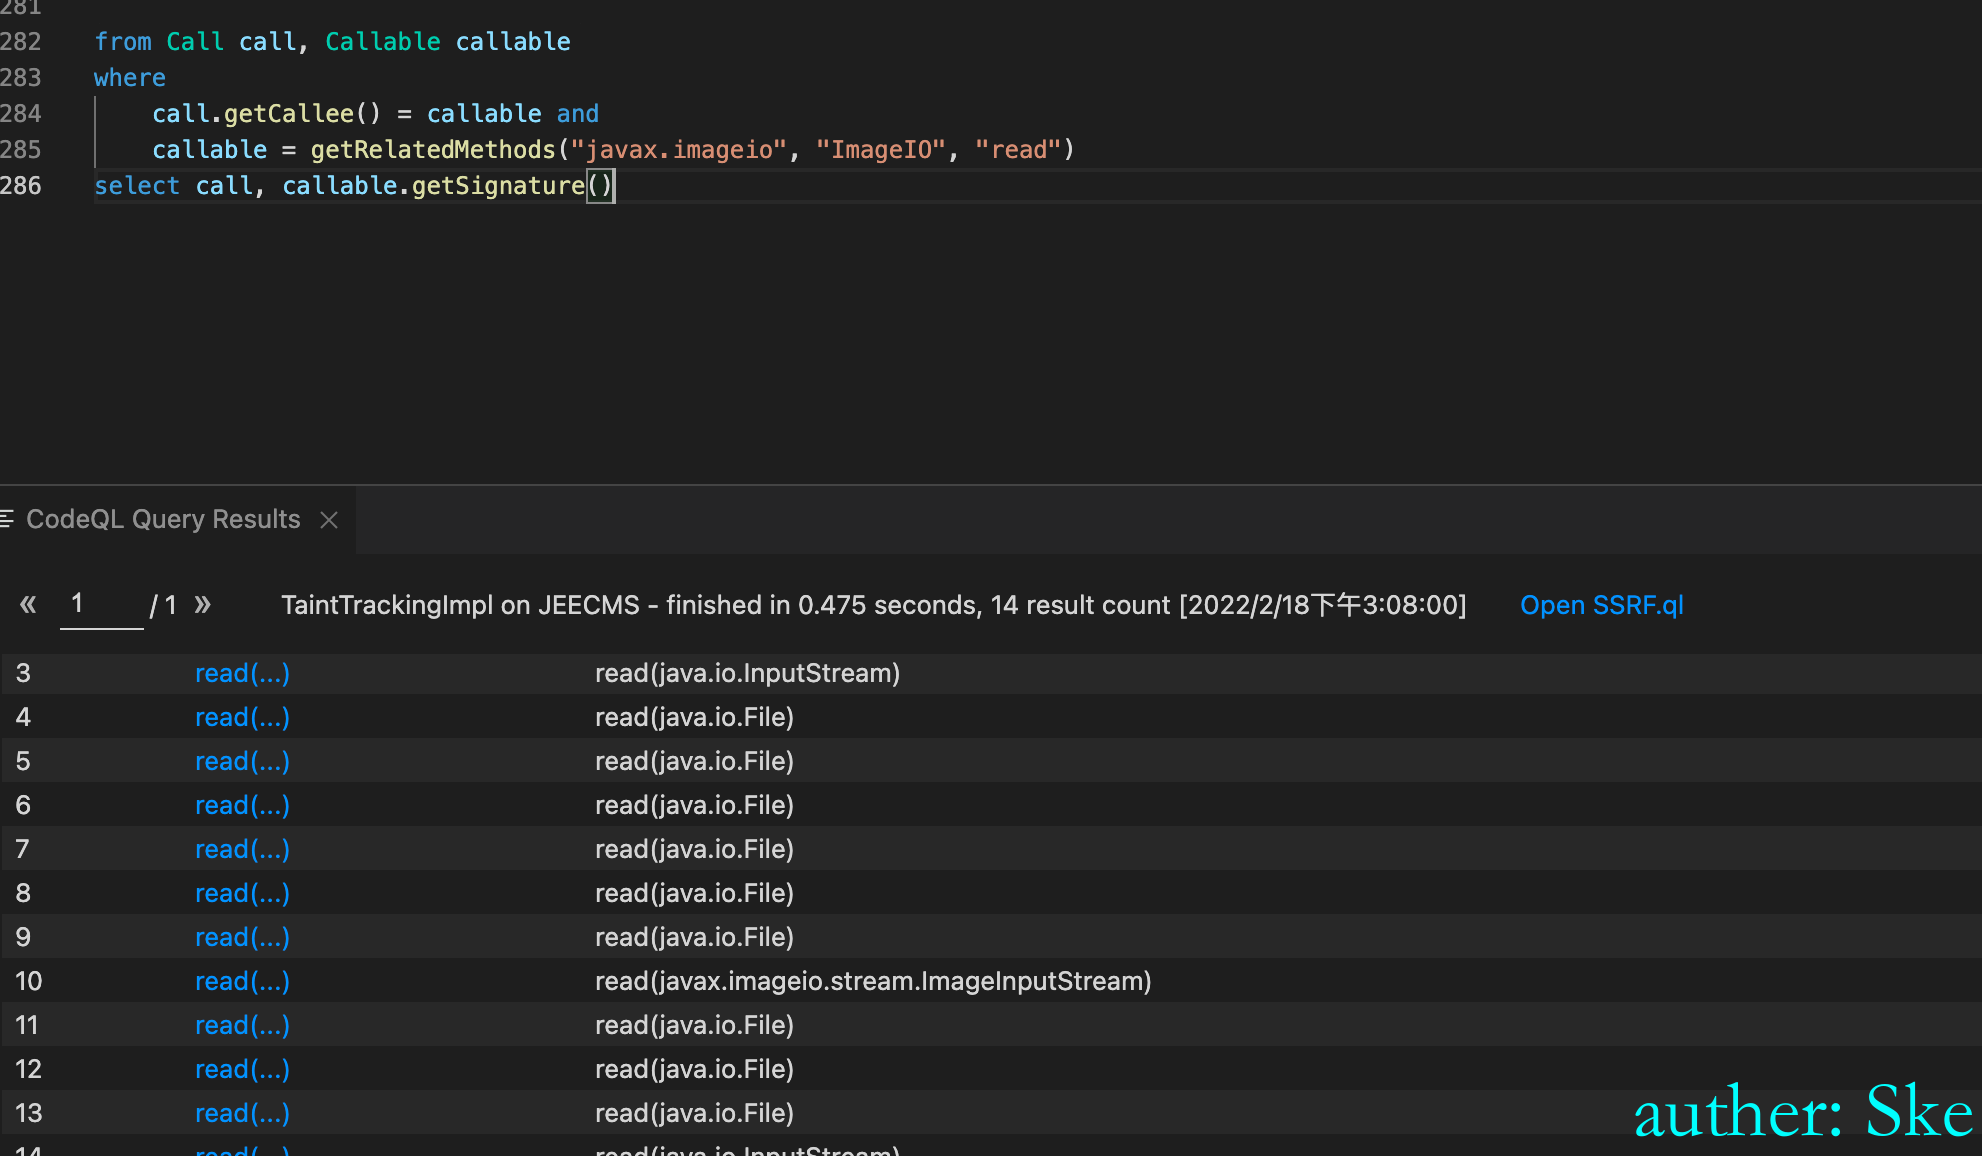 281
282 from Call call, Callable callable
283 where
284 call.getCallee() = callable and
285 callable = getRelatedMethods("javax.imageio", "ImageIO", "read")
286 select call, callable.getSignature()
CodeQL Query Results
« 1 / 1 » TaintTrackingImpl on JEECMS - finished in 0.475 seconds, 14 result count [2022/2/18下午3:08:00] Open SSRF.ql
3 read(...) read(java.io.InputStream)
4 read(...) read(java.io.File)
5 read(...) read(java.io.File)
6 read(...) read(java.io.File)
7 read(...) read(java.io.File)
8 read(...) read(java.io.File)
9 read(...) read(java.io.File)
10 read(...) read(javax.imageio.stream.ImageInputStream)
11 read(...) read(java.io.File)
12 read(...) read(java.io.File)
13 read(...) read(java.io.File)
14 read(...) read(java.io.InputStream)
auther: Ske